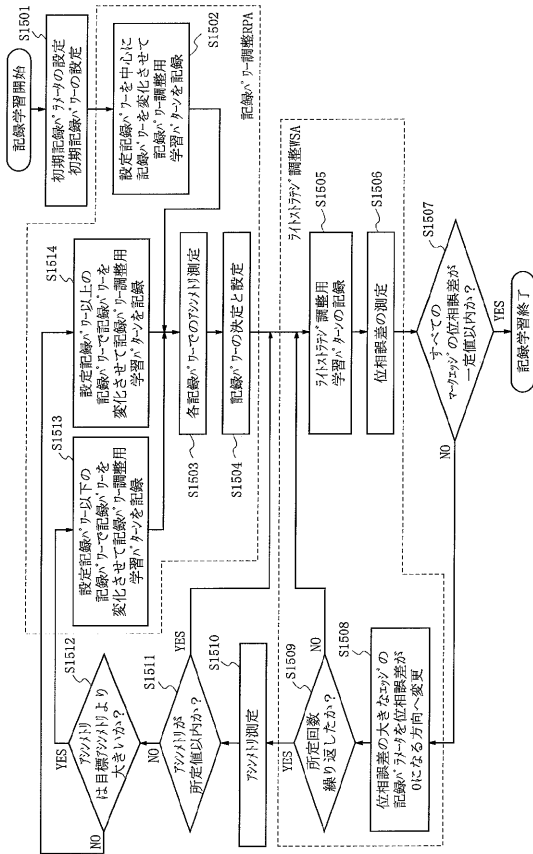 記録学習開始
S1501
初期記録パラメータの設定
初期記録パワーの設定
S1502
設定記録パワーを中心に
記録パワーを変化させて
記録パワー調整用
学習パターンを記録
記録パワー調整RPA
S1514
設定記録パワー以上の
記録パワーで記録パワーを
変化させて記録パワー調整用
学習パターンを記録
S1513
設定記録パワー以下の
記録パワーで記録パワーを
変化させて記録パワー調整用
学習パターンを記録
S1503
各記録パワーでのアシンメトリ測定
S1504
記録パワーの決定と設定
ライトストラテジ調整WSA
S1505
ライトストラテジ調整用
学習パターンの記録
S1506
位相誤差の測定
S1507
すべての
マークエッジの位相誤差が
一定値以内か?
YES
NO
記録学習終了
S1508
位相誤差の大きなエッジの
記録パラメータを位相誤差が
0になる方向へ変更
S1509
所定回数
繰り返したか?
NO
YES
S1510
アシンメトリ測定
S1511
アシンメトリが
所定値以内か?
YES
NO
S1512
アシンメトリ
は目標アシンメトリより
大きいか?
YES
NO